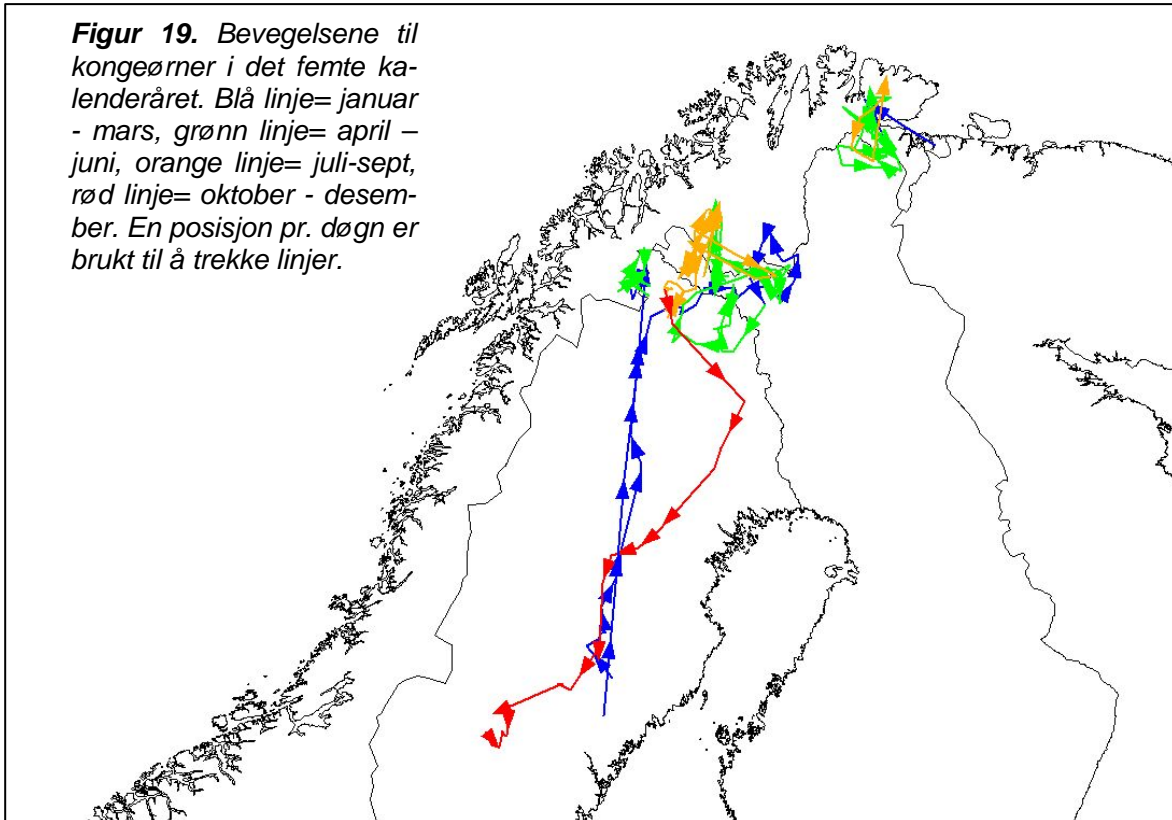 Figur 19. Bevegelsene til
kongeørner i det femte ka-
lenderåret. Blå linje= januar
- mars, grønn linje= april –
juni, orange linje= juli-sept,
rød linje= oktober - desem-
ber. En posisjon pr. døgn er
brukt til å trekke linjer.